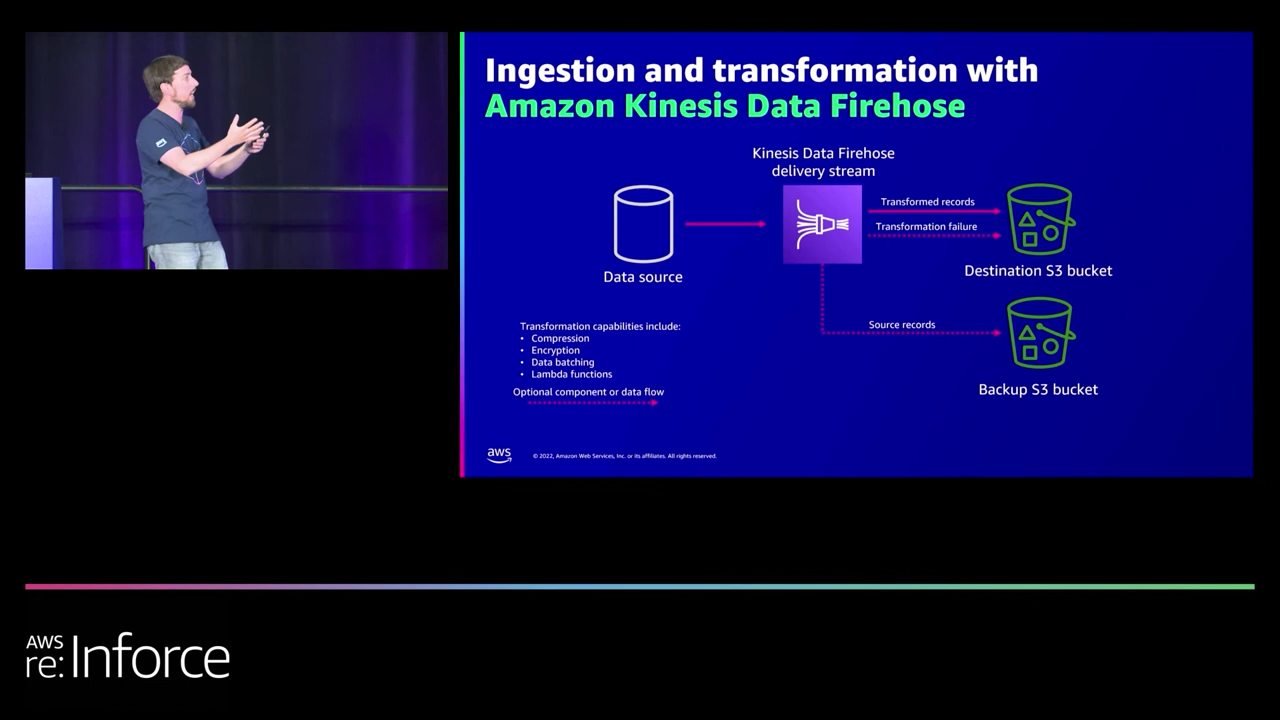 Ingestion and transformation with
Amazon Kinesis Data Firehose
Kinesis Data Firehose
delivery stream
Transformed records
Transformation failure
Data source
Destination S3 bucket
Source records
Transformation capabilities include:
• Compression
• Encryption
• Data batching
• Lambda functions
Optional component or data flow
Backup S3 bucket
aws
© 2022, Amazon Web Services, Inc. or its affiliates. All rights reserved.
AWS
re:Inforce